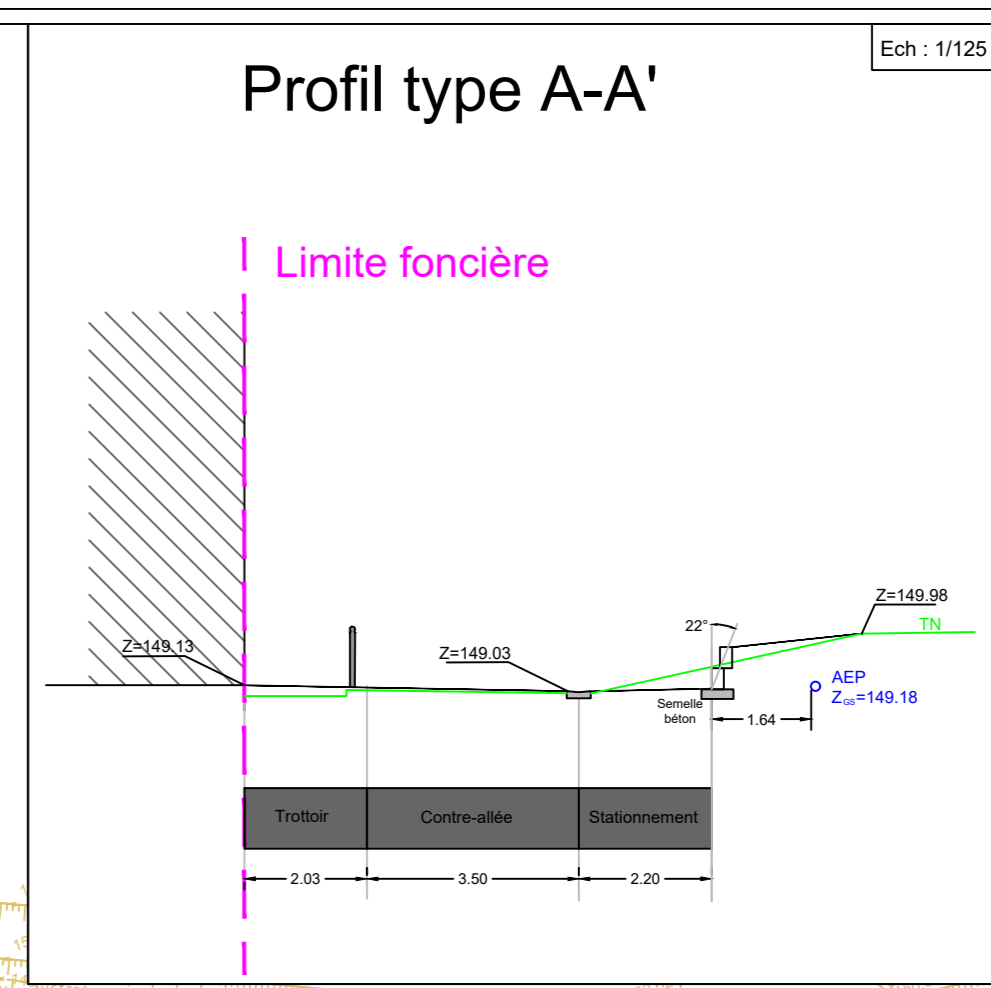 Ech : 1/125
Profil type A-A'
Limite foncière
Z=149.98
TN
22°
Z=149.13
Z=149.03
AEP
ZGS=149.18
Semelle
béton
1.64
Trottoir
Contre-allée
Stationnement
2.03
3.50
2.20